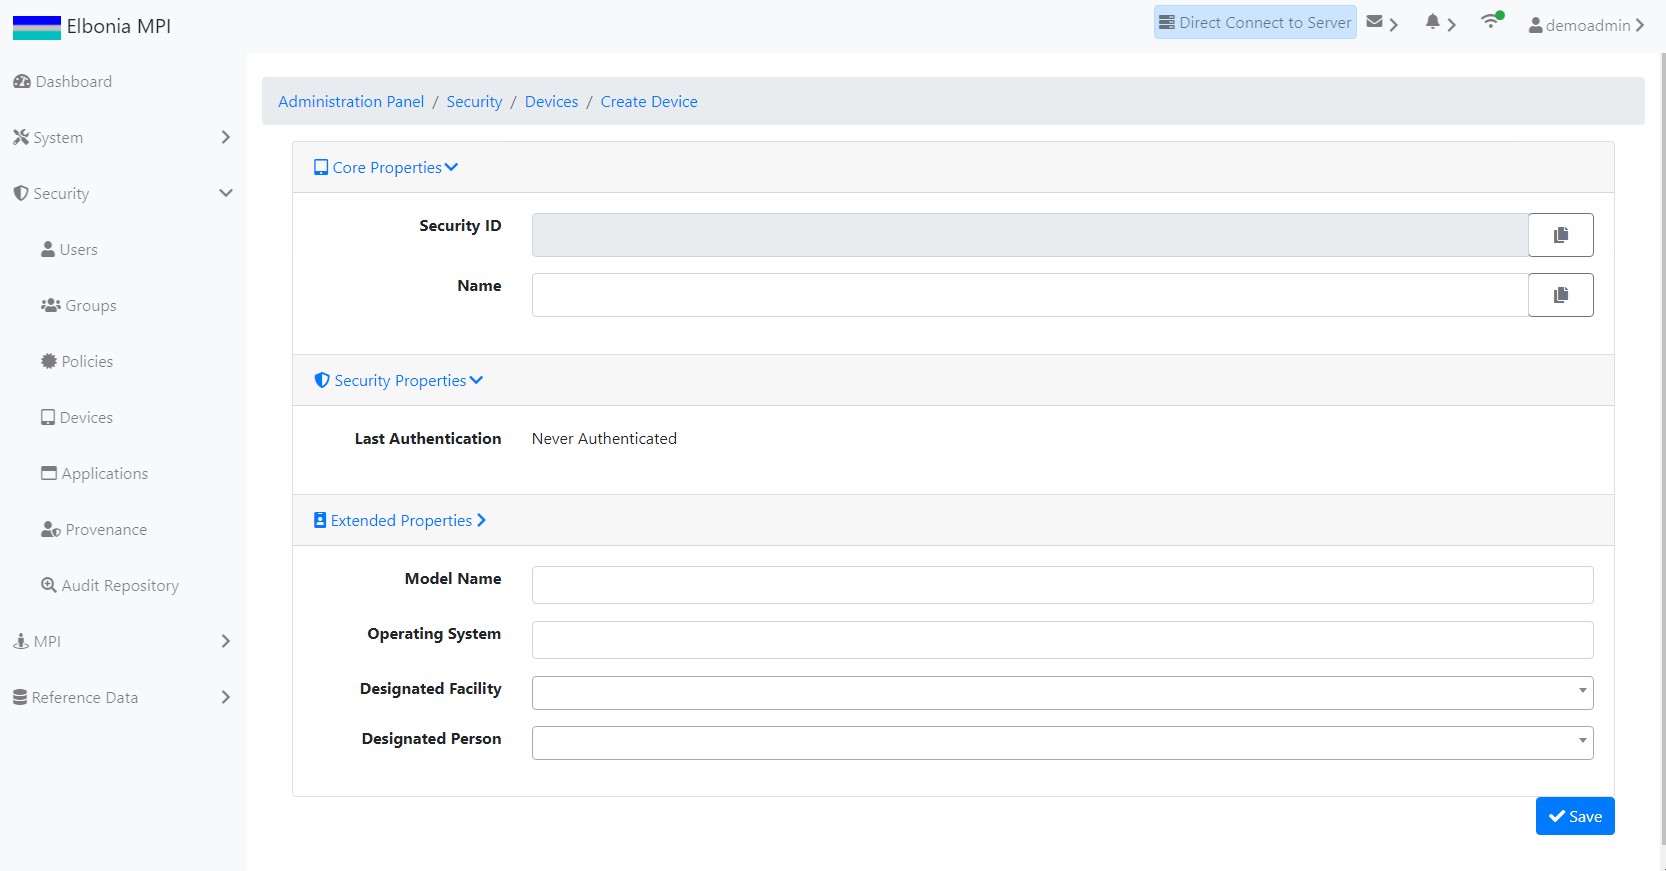 Elbonia MPI
Direct Connect to Server
demoadmin
Dashboard
System
Security
Users
Groups
Policies
Devices
Applications
Provenance
Audit Repository
MPI
Reference Data
Administration Panel / Security / Devices / Create Device
Core Properties
Security ID
Name
Security Properties
Last Authentication Never Authenticated
Extended Properties
Model Name
Operating System
Designated Facility
Designated Person
Save